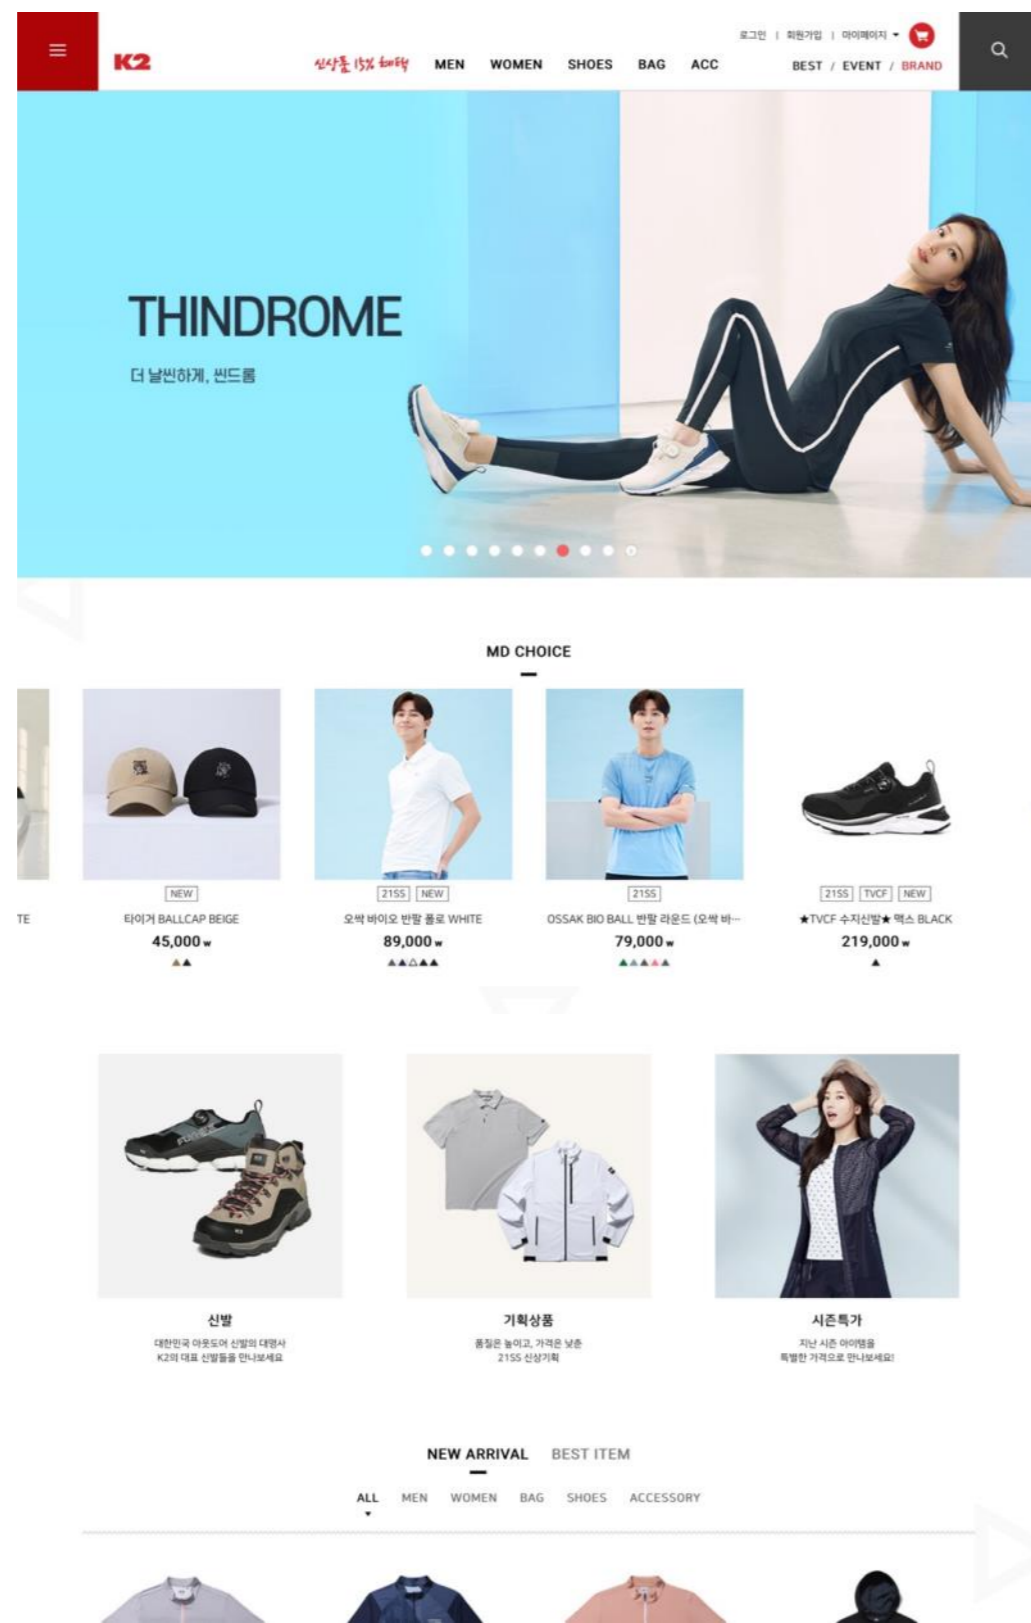 로그인 | 회원가입 | 마이페이지
K2
신상품 15% 혜택 MEN WOMEN SHOES BAG ACC
BEST / EVENT / BRAND
THINDROME
더 날씬하게, 씬드롬
MD CHOICE
TE
NEW
타이거 BALLCAP BEIGE
45,000 w
21SS NEW
오싹 바이오 반팔 폴로 WHITE
89,000 w
21SS
OSSAK BIO BALL 반팔 라운드 (오싹 바…
79,000 w
21SS TVCF NEW
★TVCF 수지신발★ 맥스 BLACK
219,000 w
신발
대한민국 아웃도어 신발의 대명사
K2의 대표 신발들을 만나보세요
기획상품
품질은 높이고, 가격은 낮춘
21SS 신상기획
시즌특가
지난 시즌 아이템을
특별한 가격으로 만나보세요!
NEW ARRIVAL BEST ITEM
ALL MEN WOMEN BAG SHOES ACCESSORY